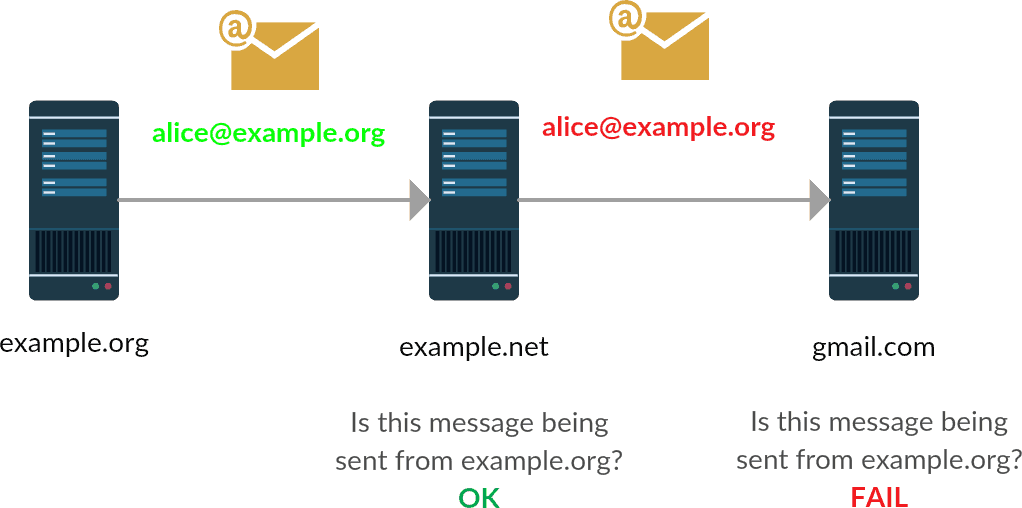 @
@
alice@example.org
alice@example.org
example.org
example.net
gmail.com
Is this message being
sent from example.org?
OK
Is this message being
sent from example.org?
FAIL